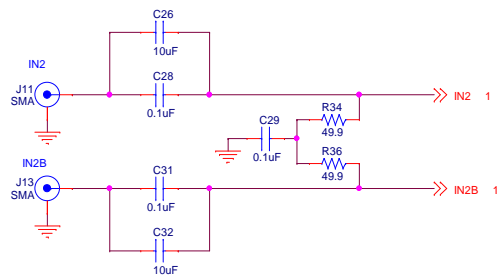 C26
10uF
IN2
J11
SMA
C28
0.1uF
IN2 1
C29
0.1uF
R34
49.9
R36
49.9
IN2B
J13
SMA
C31
0.1uF
IN2B 1
C32
10uF